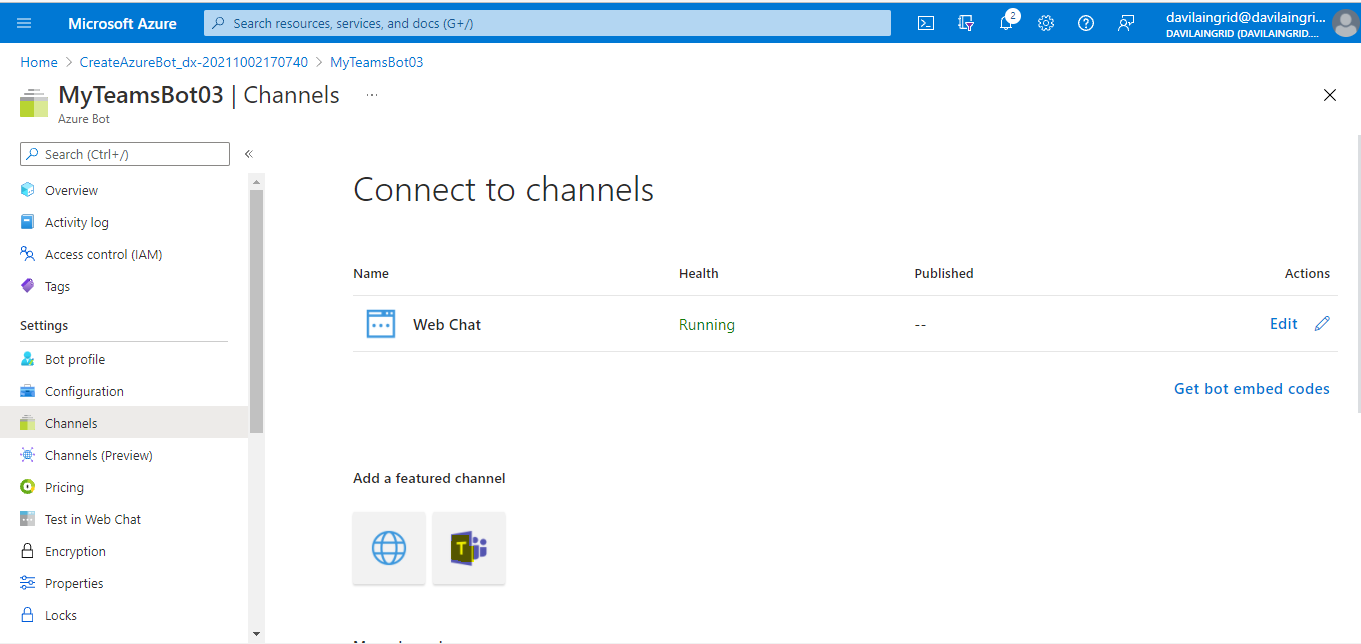 Microsoft Azure
Search resources, services, and docs (G+/)
2
davilaingrid@davilaingri...
DAVILAINGRID (DAVILAINGRID....
Home > CreateAzureBot_dx-20211002170740 > MyTeamsBot03
MyTeamsBot03 | Channels ...
Azure Bot
Search (Ctrl+/)
«
Overview
Activity log
Access control (IAM)
Tags
Settings
Bot profile
Configuration
Channels
Channels (Preview)
Pricing
Test in Web Chat
Encryption
Properties
Locks
Connect to channels
Name Health Published Actions
Web Chat Running -- Edit
Get bot embed codes
Add a featured channel
T